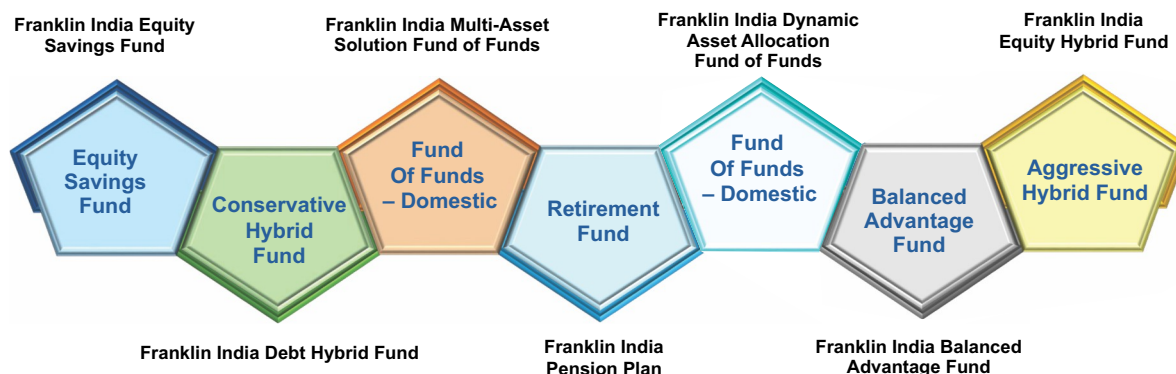 Franklin India Equity
Savings Fund
Franklin India Multi-Asset
Solution Fund of Funds
Franklin India Dynamic
Asset Allocation
Fund of Funds
Franklin India
Equity Hybrid Fund
Equity
Savings
Fund
Conservative
Hybrid
Fund
Fund
Of Funds
– Domestic
Retirement
Fund
Fund
Of Funds
– Domestic
Balanced
Advantage
Fund
Aggressive
Hybrid Fund
Franklin India Debt Hybrid Fund
Franklin India
Pension Plan
Franklin India Balanced
Advantage Fund